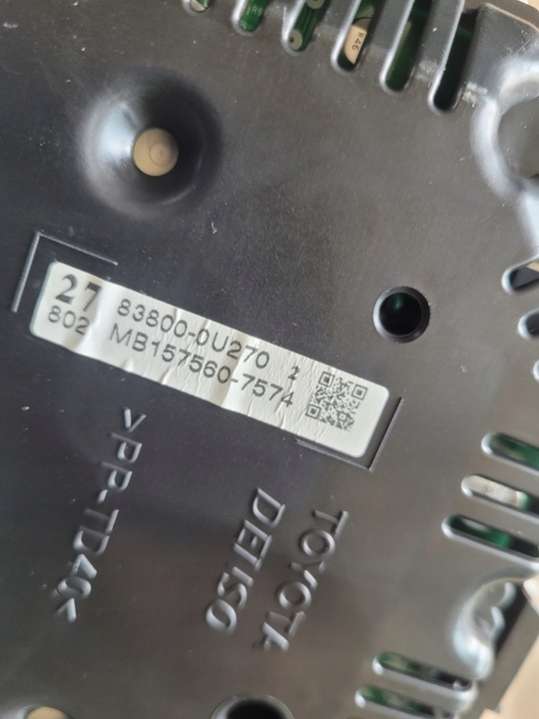 27 83800-0U270 2
802 MB157560-7574
>PP-TD40<
TOYOTA
DENSO